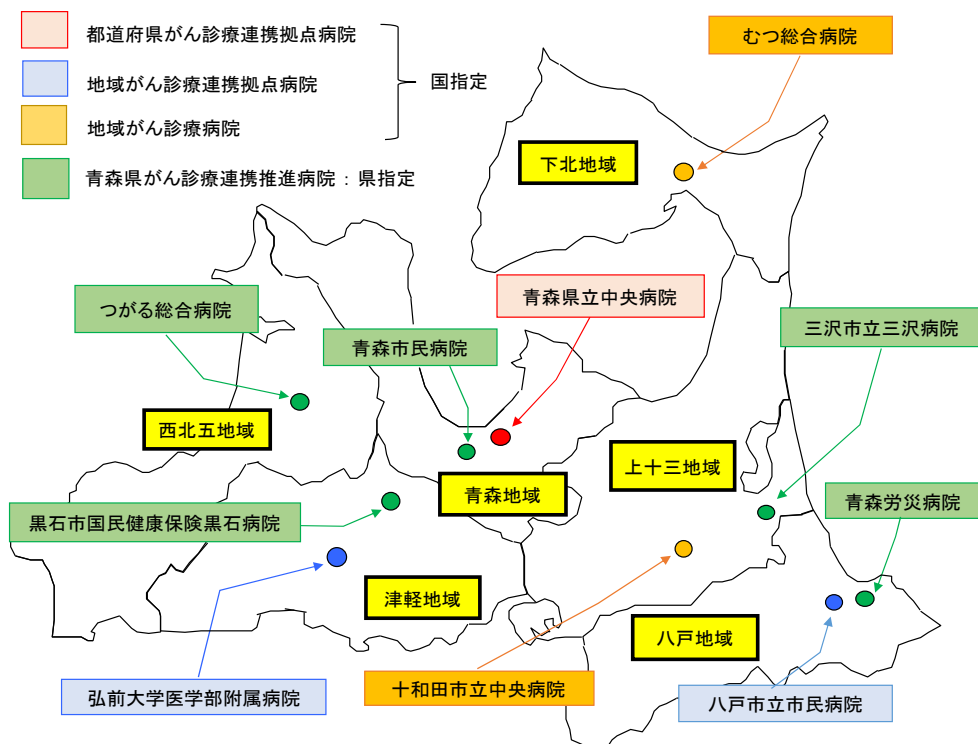 都道府県がん診療連携拠点病院
地域がん診療連携拠点病院
国指定
地域がん診療病院
青森県がん診療連携推進病院：県指定
むつ総合病院
下北地域
つがる総合病院
青森市民病院
青森県立中央病院
三沢市立三沢病院
西北五地域
青森地域
上十三地域
黒石市国民健康保険黒石病院
青森労災病院
津軽地域
八戸地域
弘前大学医学部附属病院
十和田市立中央病院
八戸市立市民病院